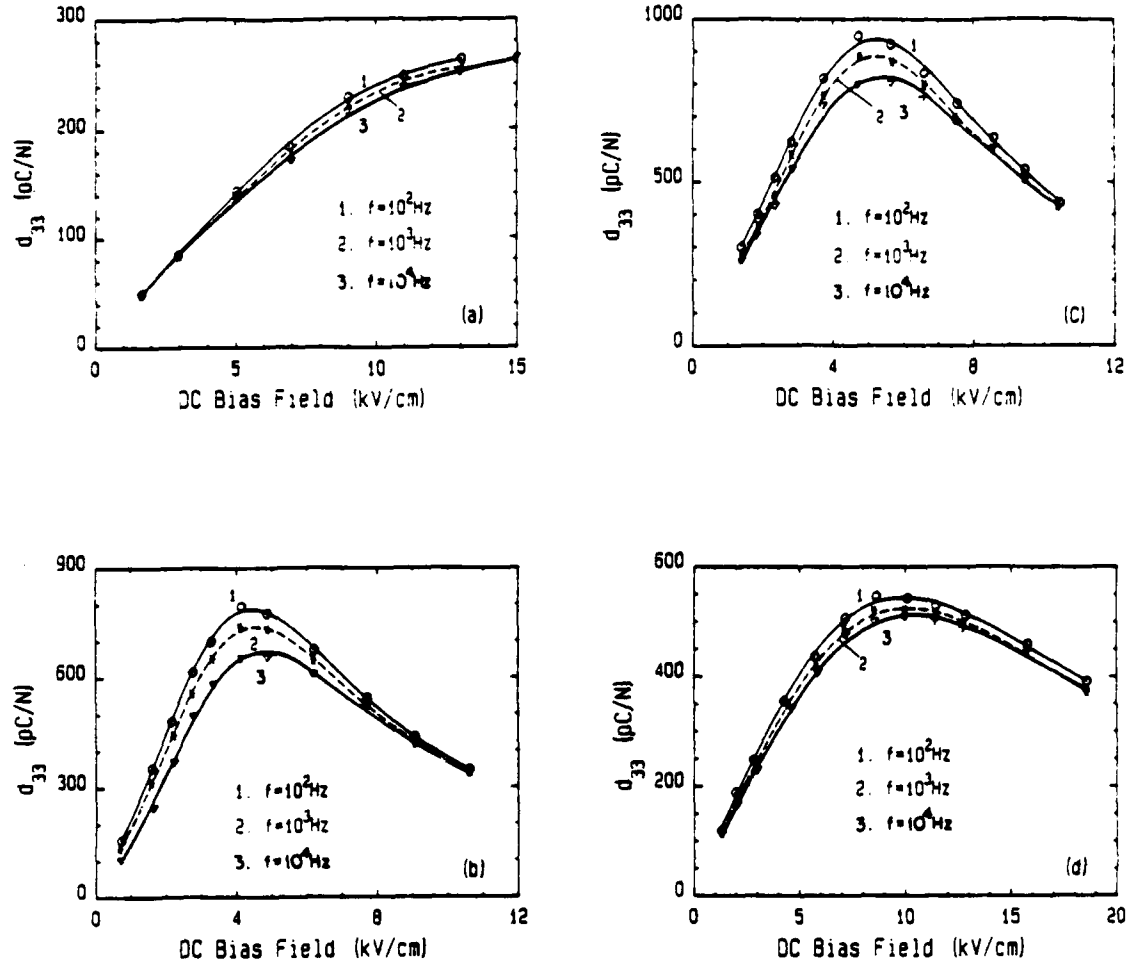 300
200
100
0
d33 (pC/N)
1
2
3
1. f=10²Hz
2. f=10³Hz
3. f=10⁴Hz
(a)
0 5 10 15
DC Bias Field (kV/cm)
1000
500
0
d33 (pC/N)
1
2
3
1. f=10²Hz
2. f=10³Hz
3. f=10⁴Hz
(C)
0 4 8 12
DC Bias Field (kV/cm)
900
600
300
0
d33 (pC/N)
1
2
3
1. f=10²Hz
2. f=10³Hz
3. f=10⁴Hz
(b)
0 4 8 12
DC Bias Field (kV/cm)
600
400
200
0
d33 (pC/N)
1
3
2
1. f=10²Hz
2. f=10³Hz
3. f=10⁴Hz
(d)
0 5 10 15 20
DC Bias Field (kV/cm)